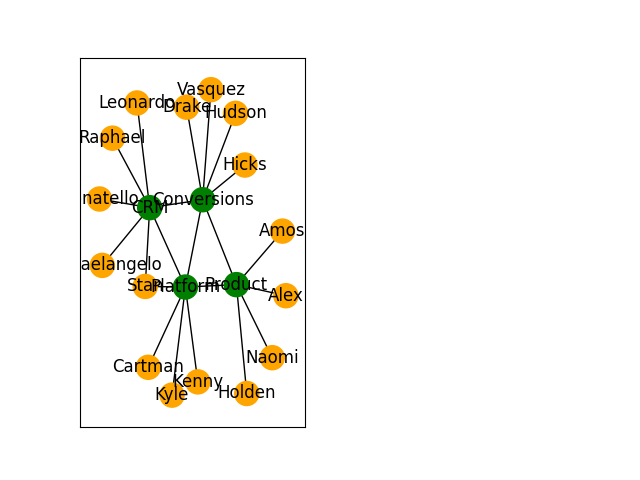 Vasquez
Leonardo
Drake
Hudson
Raphael
Hicks
natello
Conversions
CRM
Amos
aelangelo
Stan
Platform
Product
Alex
Naomi
Cartman
Kenny
Kyle
Holden